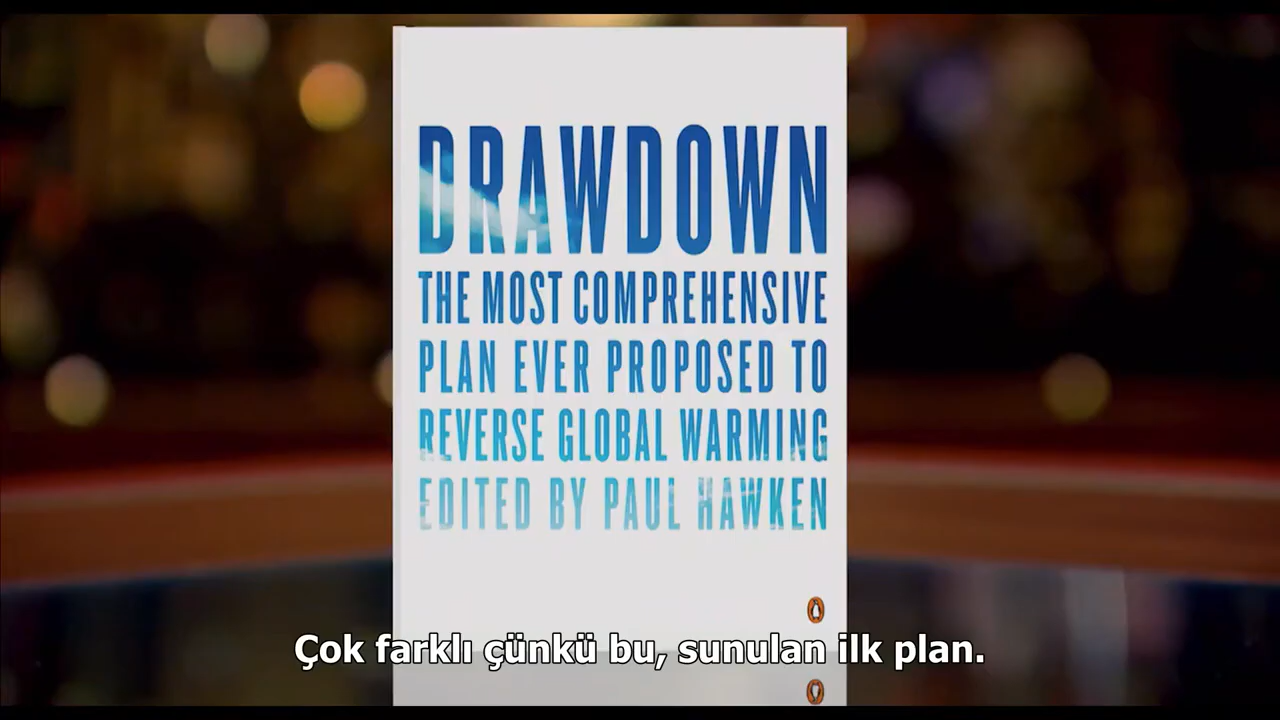 DRAWDOWN
THE MOST COMPREHENSIVE
PLAN EVER PROPOSED TO
REVERSE GLOBAL WARMING
EDITED BY PAUL HAWKEN
Çok farklı çünkü bu, sunulan ilk plan.